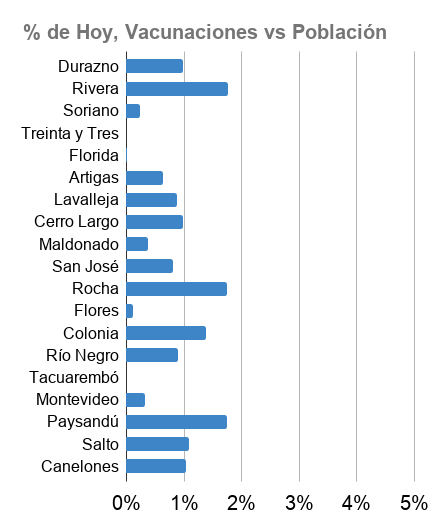 % de Hoy, Vacunaciones vs Población
Durazno
Rivera
Soriano
Treinta y Tres
Florida
Artigas
Lavalleja
Cerro Largo
Maldonado
San José
Rocha
Flores
Colonia
Río Negro
Tacuarembó
Montevideo
Paysandú
Salto
Canelones
0% 1% 2% 3% 4% 5%